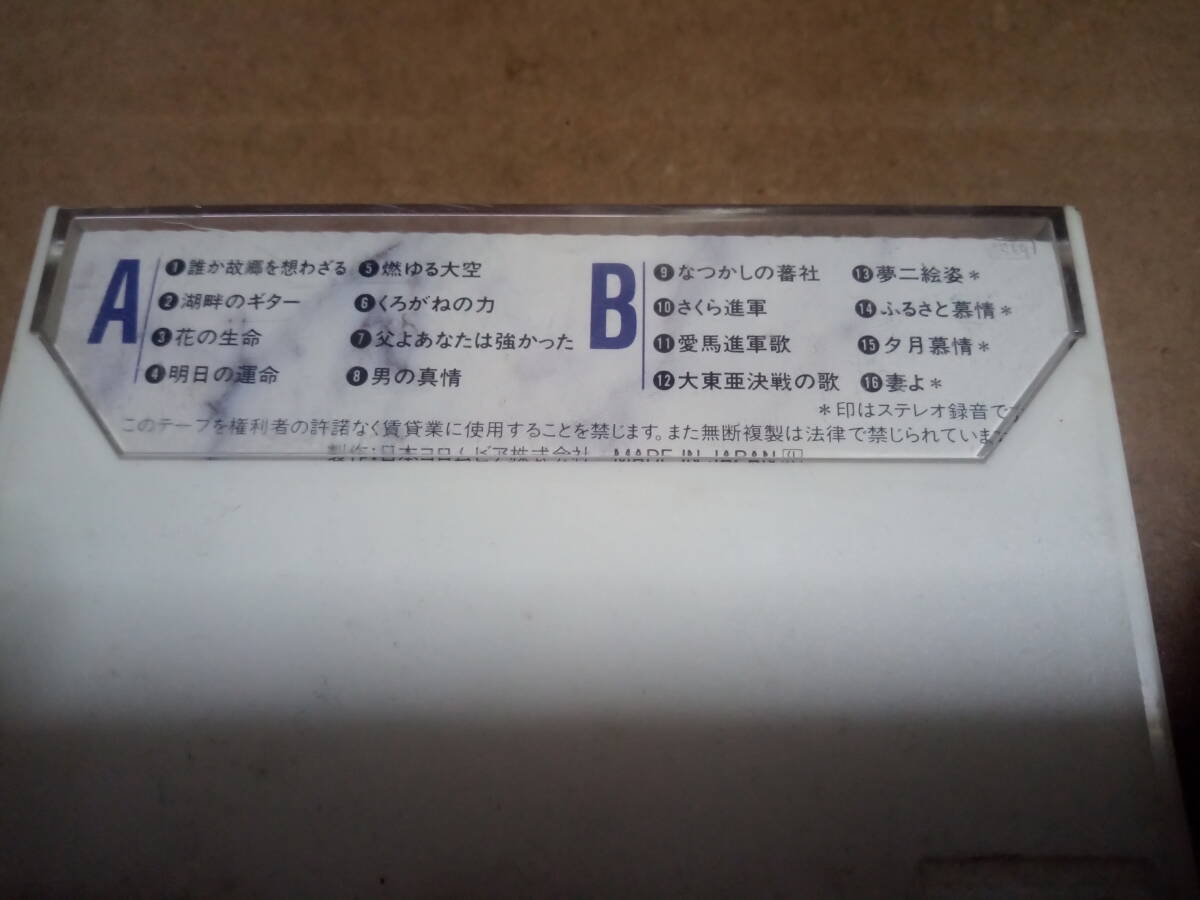 A
❶誰か故郷を想わざる
❷湖畔のギター
❸花の生命
❹明日の運命
❺燃ゆる大空
❻くろがねの力
❼父よあなたは強かった
❽男の真情
B
❾なつかしの蕃社
❿さくら進軍
⓫愛馬進軍歌
⓬大東亜決戦の歌
⓭夢二絵姿＊
⓮ふるさと慕情＊
⓯夕月慕情＊
⓰妻よ＊
＊印はステレオ録音で
このテープを権利者の許諾なく賃貸業に使用することを禁じます。また無断複製は法律で禁じられていま
製作:日本コロムビア株式会社 MADE IN JAPAN